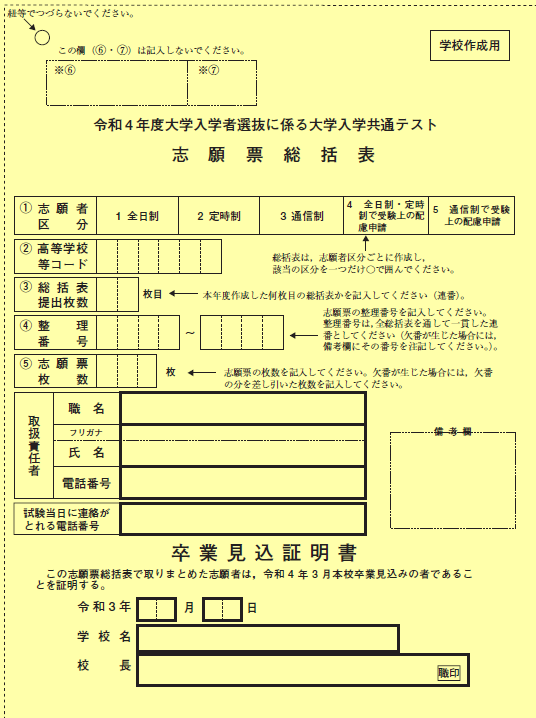 紐等でつづらないでください。
この欄（⑥・⑦）は記入しないでください。
学校作成用
※⑥ ※⑦
令和４年度大学入学者選抜に係る大学入学共通テスト
志願票総括表
① 志願者区分
1 全日制
2 定時制
3 通信制
4 全日制・定時制で受験上の配慮申請
5 通信制で受験上の配慮申請
② 高等学校等コード
総括表は，志願者区分ごとに作成し，
該当の区分を一つだけ○で囲んでください。
③ 総括表提出枚数
枚目
本年度作成した何枚目の総括表かを記入してください（連番）。
④ 整理番号
～
志願票の整理番号を記入してください。
整理番号は，全総括表を通して一貫した連
番としてください（欠番が生じた場合には，
備考欄にその番号を注記してください。）。
⑤ 志願票枚数
枚
志願票の枚数を記入してください。欠番が生じた場合には，欠番
の分を差し引いた枚数を記入してください。
取扱責任者
職名
フリガナ
氏名
電話番号
備考欄
試験当日に連絡が
とれる電話番号
卒業見込証明書
この志願票総括表で取りまとめた志願者は，令和４年３月本校卒業見込みの者であるこ
とを証明する。
令和３年 月 日
学校名
校長
職印